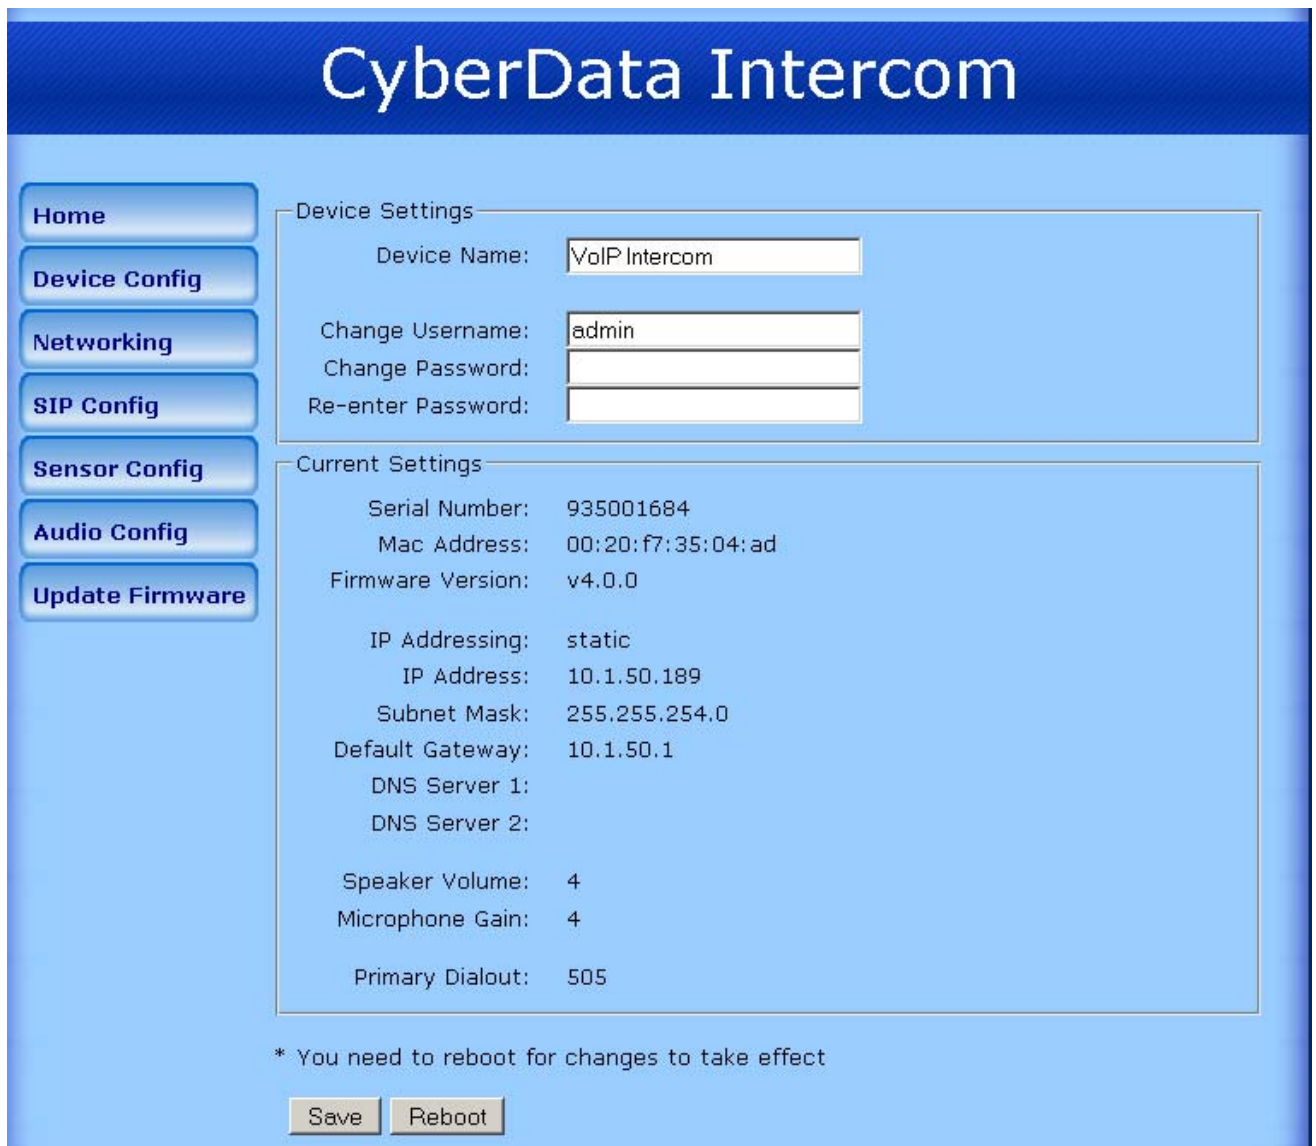 CyberData Intercom
Home
Device Config
Networking
SIP Config
Sensor Config
Audio Config
Update Firmware
Device Settings
Device Name: VoIP Intercom
Change Username: admin
Change Password:
Re-enter Password:
Current Settings
Serial Number: 935001684
Mac Address: 00:20:f7:35:04:ad
Firmware Version: v4.0.0
IP Addressing: static
IP Address: 10.1.50.189
Subnet Mask: 255.255.254.0
Default Gateway: 10.1.50.1
DNS Server 1:
DNS Server 2:
Speaker Volume: 4
Microphone Gain: 4
Primary Dialout: 505
* You need to reboot for changes to take effect
Save Reboot